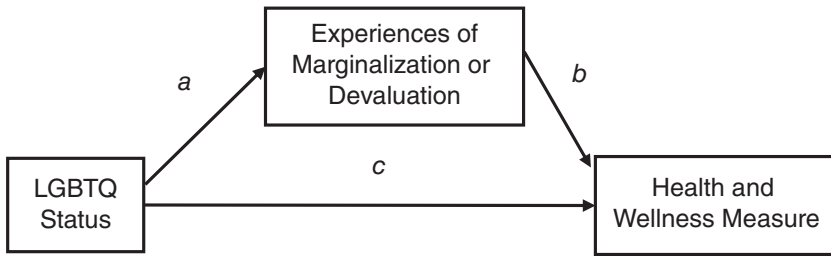 Experiences of
Marginalization or
Devaluation
a
b
c
LGBTQ
Status
Health and
Wellness Measure